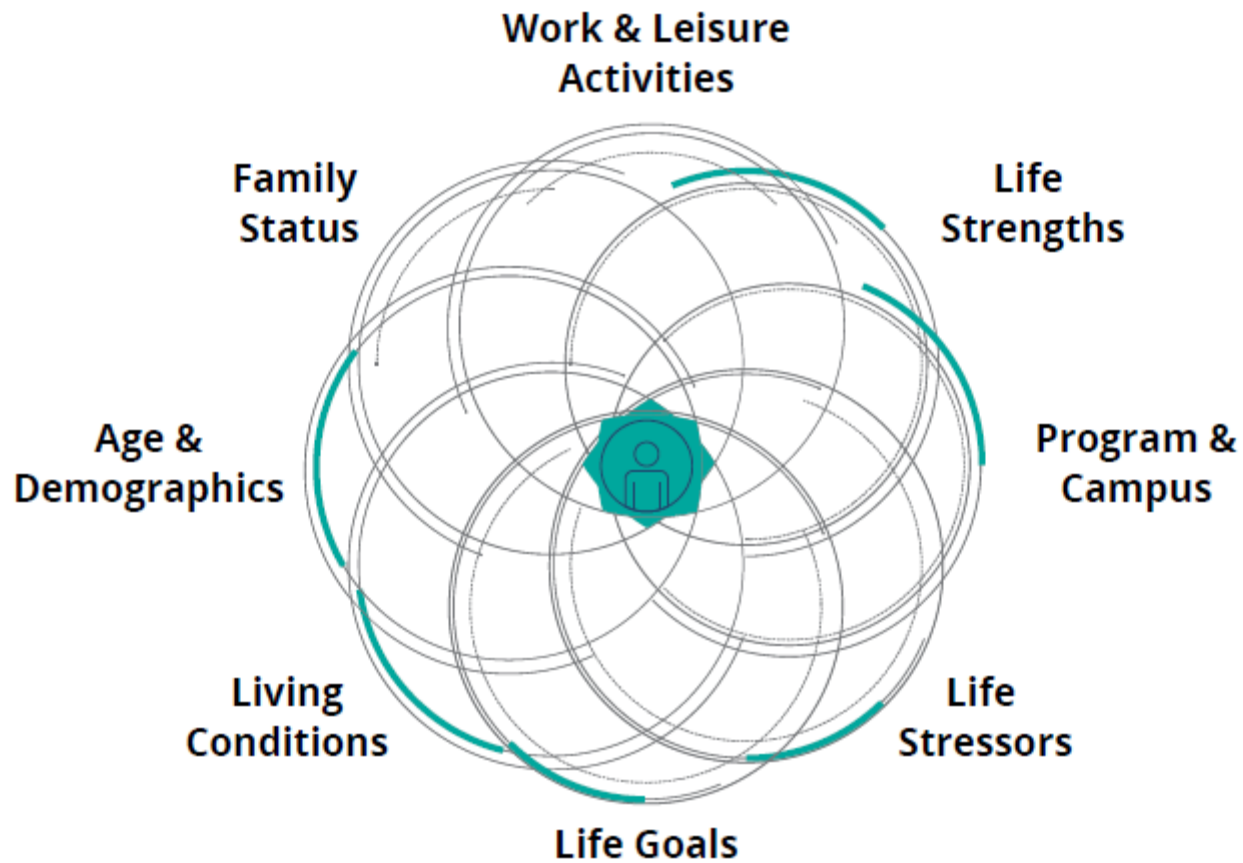 Work & Leisure
Activities
Family
Status
Life
Strengths
Age &
Demographics
Program &
Campus
Living
Conditions
Life
Stressors
Life Goals